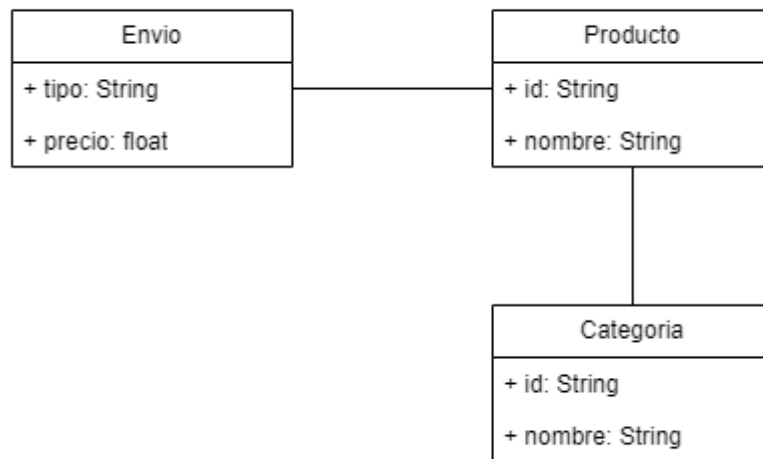 Envio
+ tipo: String
+ precio: float
Producto
+ id: String
+ nombre: String
Categoria
+ id: String
+ nombre: String